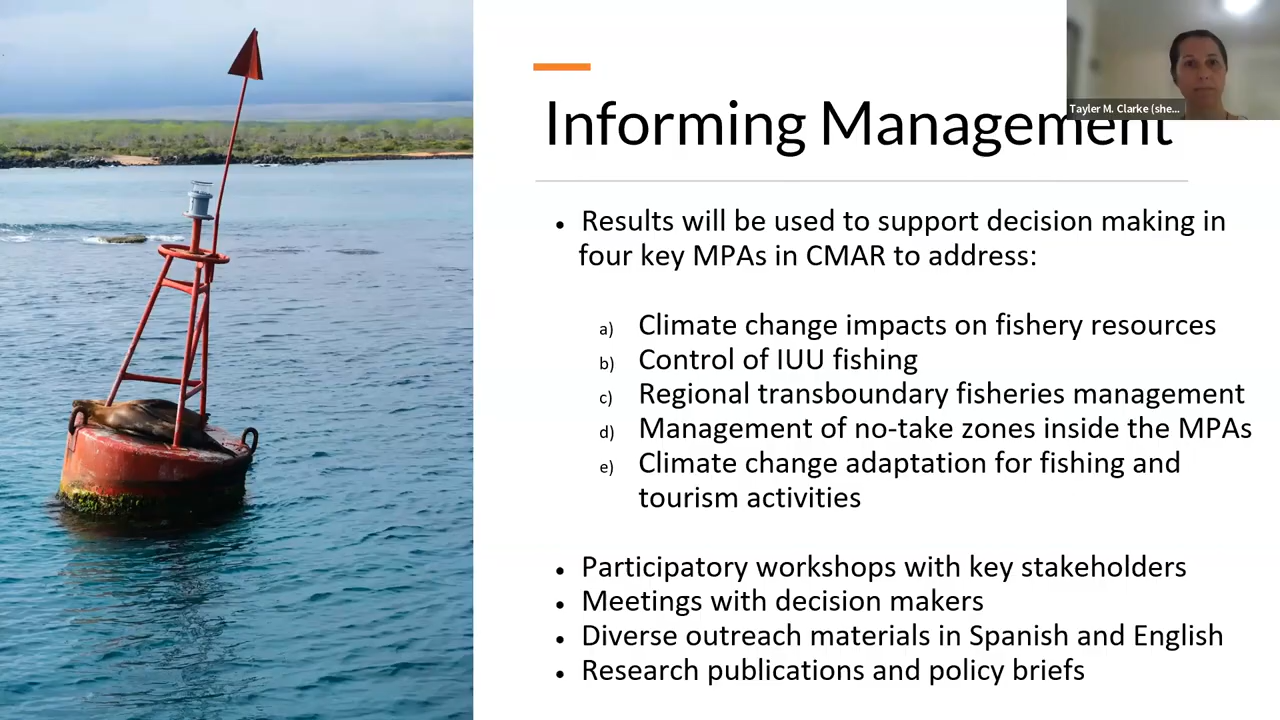 Tayler M. Clarke (she...
Informing Management
• Results will be used to support decision making in
four key MPAs in CMAR to address:
a) Climate change impacts on fishery resources
b) Control of IUU fishing
c) Regional transboundary fisheries management
d) Management of no-take zones inside the MPAs
e) Climate change adaptation for fishing and
tourism activities
• Participatory workshops with key stakeholders
• Meetings with decision makers
• Diverse outreach materials in Spanish and English
• Research publications and policy briefs